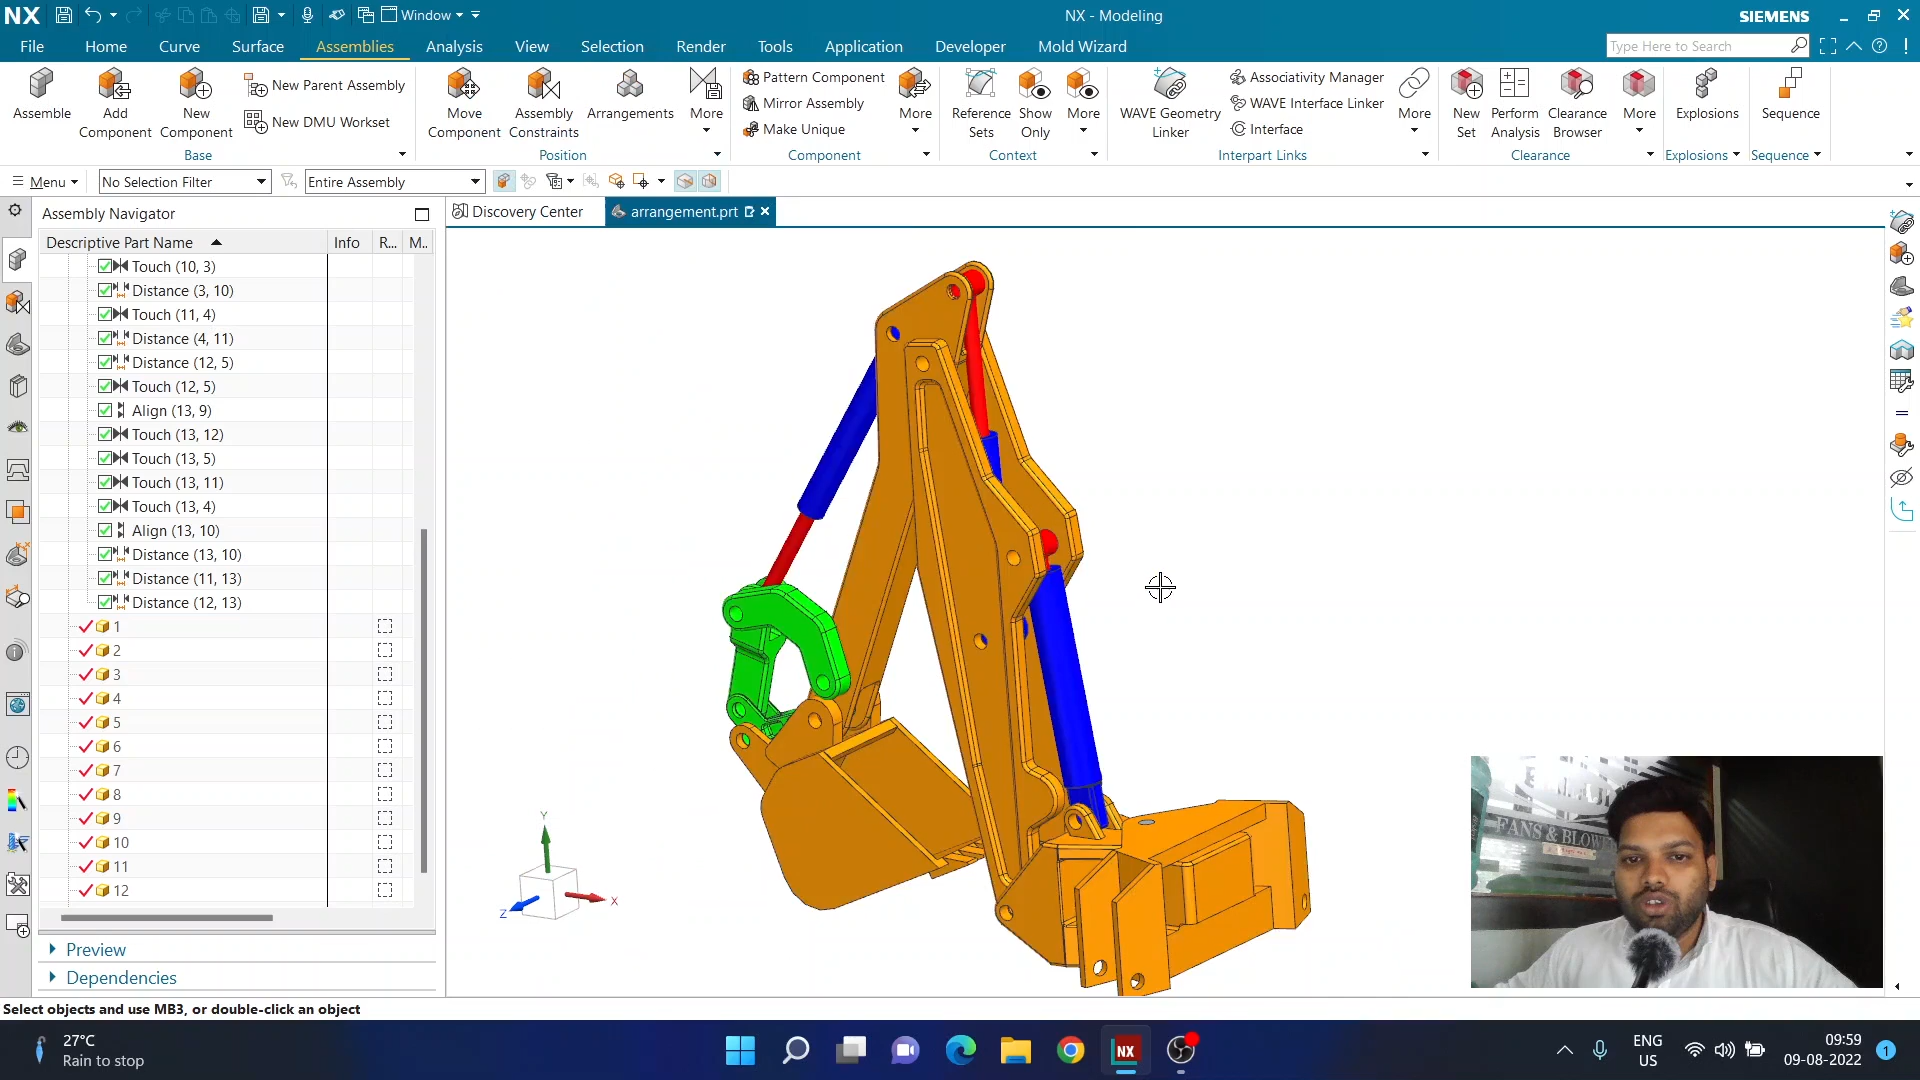 NX Window NX - Modeling SIEMENS
File Home Curve Surface Assemblies Analysis View Selection Render Tools Application Developer Mold Wizard Type Here to Search
Assemble
Add Component
New Component
New Parent Assembly
New DMU Workset
Base
Move Component
Assembly Constraints
Arrangements
More
Position
Pattern Component
Mirror Assembly
Make Unique
More
Component
Reference Sets
Show Only
More
Context
WAVE Geometry Linker
Associativity Manager
WAVE Interface Linker
Interface
More
Interpart Links
New Set
Perform Analysis
Clearance Browser
More
Clearance
Explosions
Explosions
Sequence
Sequence
Menu No Selection Filter Entire Assembly
Assembly Navigator
Discovery Center arrangement.prt
Descriptive Part Name Info R... M..
Touch (10, 3)
Distance (3, 10)
Touch (11, 4)
Distance (4, 11)
Distance (12, 5)
Touch (12, 5)
Align (13, 9)
Touch (13, 12)
Touch (13, 5)
Touch (13, 11)
Touch (13, 4)
Align (13, 10)
Distance (13, 10)
Distance (11, 13)
Distance (12, 13)
1
2
3
4
5
6
7
8
9
10
11
12
Preview
Dependencies
Y
X
Z
FANS & BLOWE
Select objects and use MB3, or double-click an object
27°C
Rain to stop
NX
ENG
US
09:59
09-08-2022
1